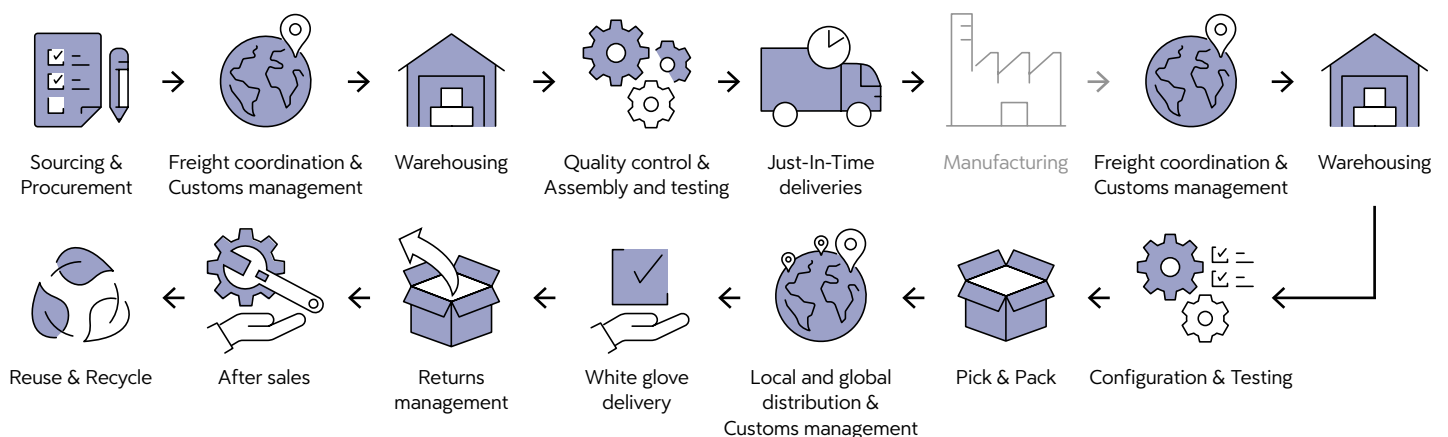 Sourcing &
Procurement
Freight coordination &
Customs management
Warehousing
Quality control &
Assembly and testing
Just-In-Time
deliveries
Manufacturing
Freight coordination &
Customs management
Warehousing
Configuration & Testing
Pick & Pack
Local and global
distribution &
Customs management
White glove
delivery
Returns
management
After sales
Reuse & Recycle